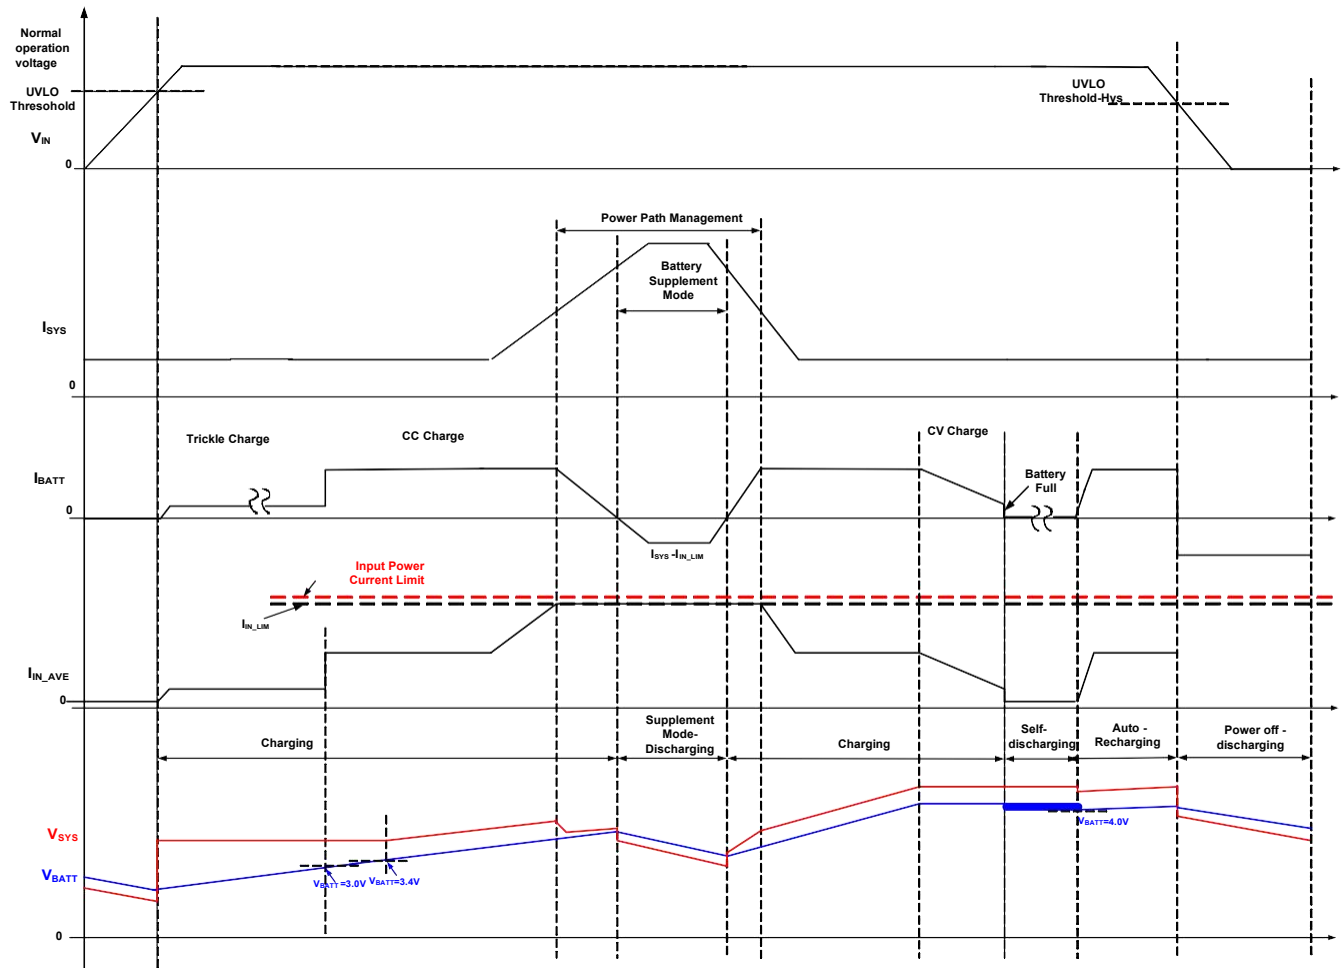 Normal
operation
voltage
UVLO
Thresohold
UVLO
Threshold-Hys
VIN
0
Power Path Management
Battery
Supplement
Mode
ISYS
0
Trickle Charge
CC Charge
CV Charge
Battery
Full
IBATT
0
ISYS -IIN_LIM
Input Power
Current Limit
IIN_LIM
IIN_AVE
0
Charging
Supplement
Mode-
Discharging
Charging
Self-
discharging
Auto -
Recharging
Power off -
discharging
VSYS
VBATT
VBATT=3.0V
VBATT=3.4V
VBATT=4.0V
0